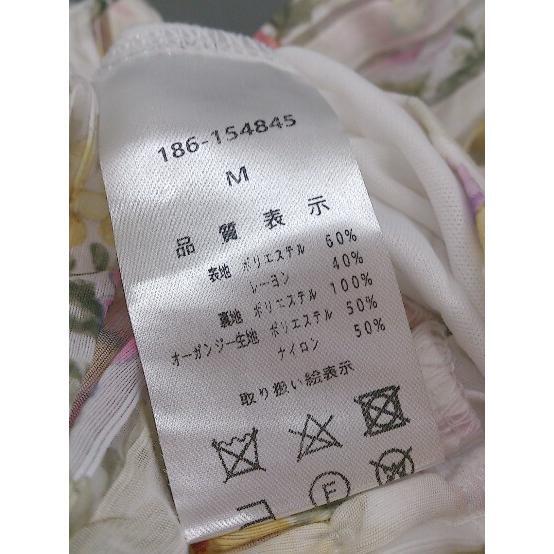 186-154845
M
品質表示
表地 ポリエステル 60%
レーヨン 40%
裏地 ポリエステル 100%
オーガンジー生地 ポリエステル 50%
ナイロン 50%
取り扱い絵表示
F